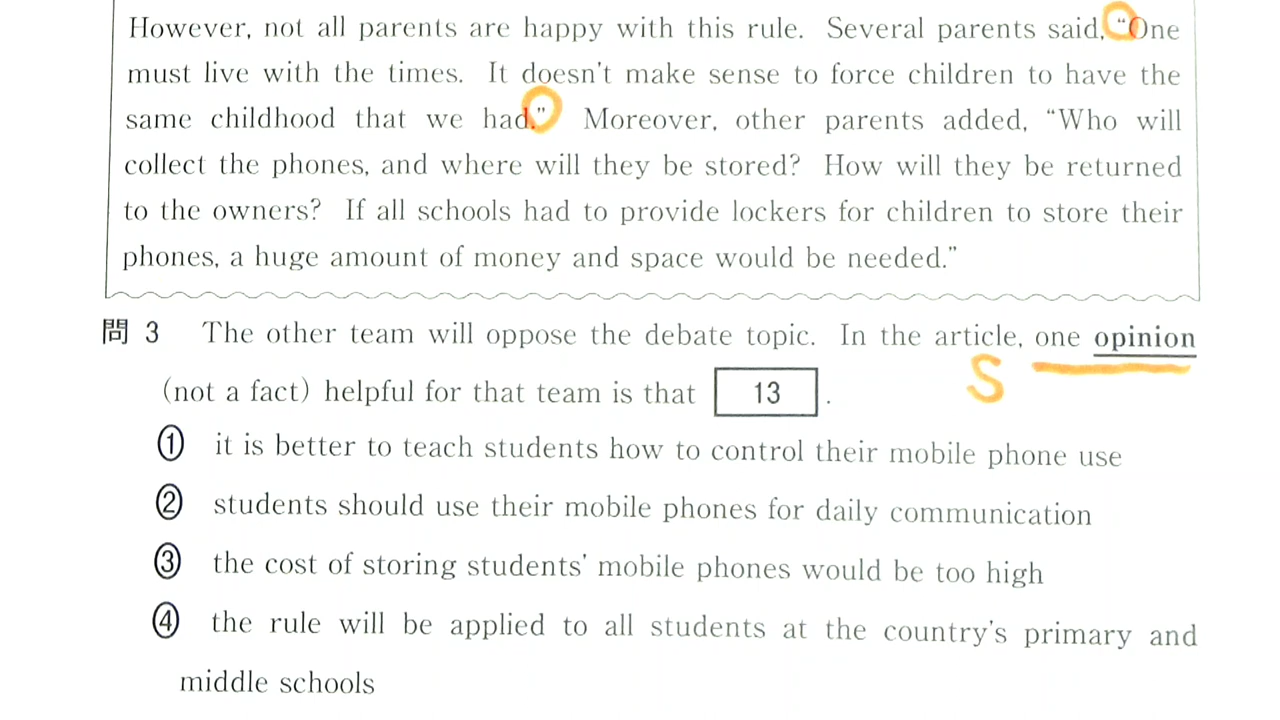 However, not all parents are happy with this rule. Several parents said, “One
must live with the times. It doesn't make sense to force children to have the
same childhood that we had.” Moreover, other parents added, “Who will
collect the phones, and where will they be stored? How will they be returned
to the owners? If all schools had to provide lockers for children to store their
phones, a huge amount of money and space would be needed.”
問 3 The other team will oppose the debate topic. In the article, one opinion
(not a fact) helpful for that team is that 13 .
S
① it is better to teach students how to control their mobile phone use
② students should use their mobile phones for daily communication
③ the cost of storing students' mobile phones would be too high
④ the rule will be applied to all students at the country's primary and
middle schools